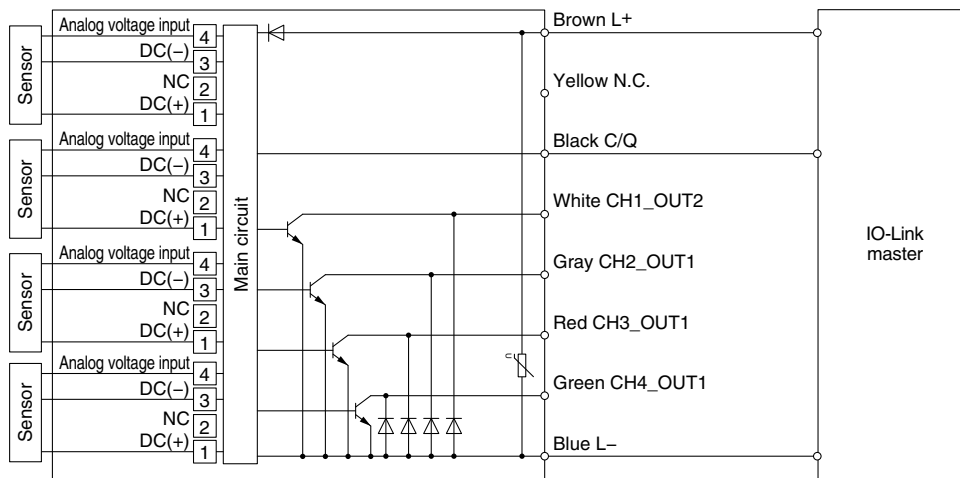 Sensor
Analog voltage input 4
DC(−) 3
NC 2
DC(+) 1
Sensor
Analog voltage input 4
DC(−) 3
NC 2
DC(+) 1
Sensor
Analog voltage input 4
DC(−) 3
NC 2
DC(+) 1
Sensor
Analog voltage input 4
DC(−) 3
NC 2
DC(+) 1
Main circuit
Brown L+
Yellow N.C.
Black C/Q
White CH1_OUT2
Gray CH2_OUT1
Red CH3_OUT1
Green CH4_OUT1
Blue L−
IO-Link
master